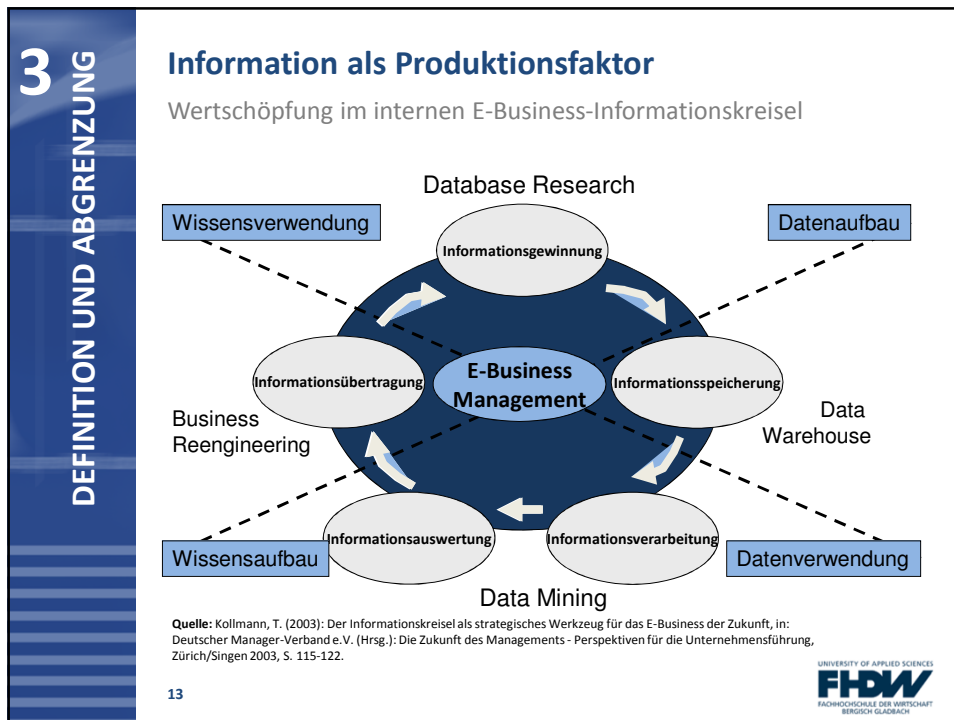 3
DEFINITION UND ABGRENZUNG
Information als Produktionsfaktor
Wertschöpfung im internen E-Business-Informationskreisel
Database Research
Wissensverwendung
Datenaufbau
Informationsgewinnung
Informationsübertragung
E-Business
Management
Informationsspeicherung
Business
Reengineering
Data
Warehouse
Informationsauswertung
Informationsverarbeitung
Wissensaufbau
Datenverwendung
Data Mining
Quelle: Kollmann, T. (2003): Der Informationskreisel als strategisches Werkzeug für das E-Business der Zukunft, in:
Deutscher Manager-Verband e.V. (Hrsg.): Die Zukunft des Managements - Perspektiven für die Unternehmensführung,
Zürich/Singen 2003, S. 115-122.
13
UNIVERSITY OF APPLIED SCIENCES
FHDW
FACHHOCHSCHULE DER WIRTSCHAFT
BERGISCH GLADBACH